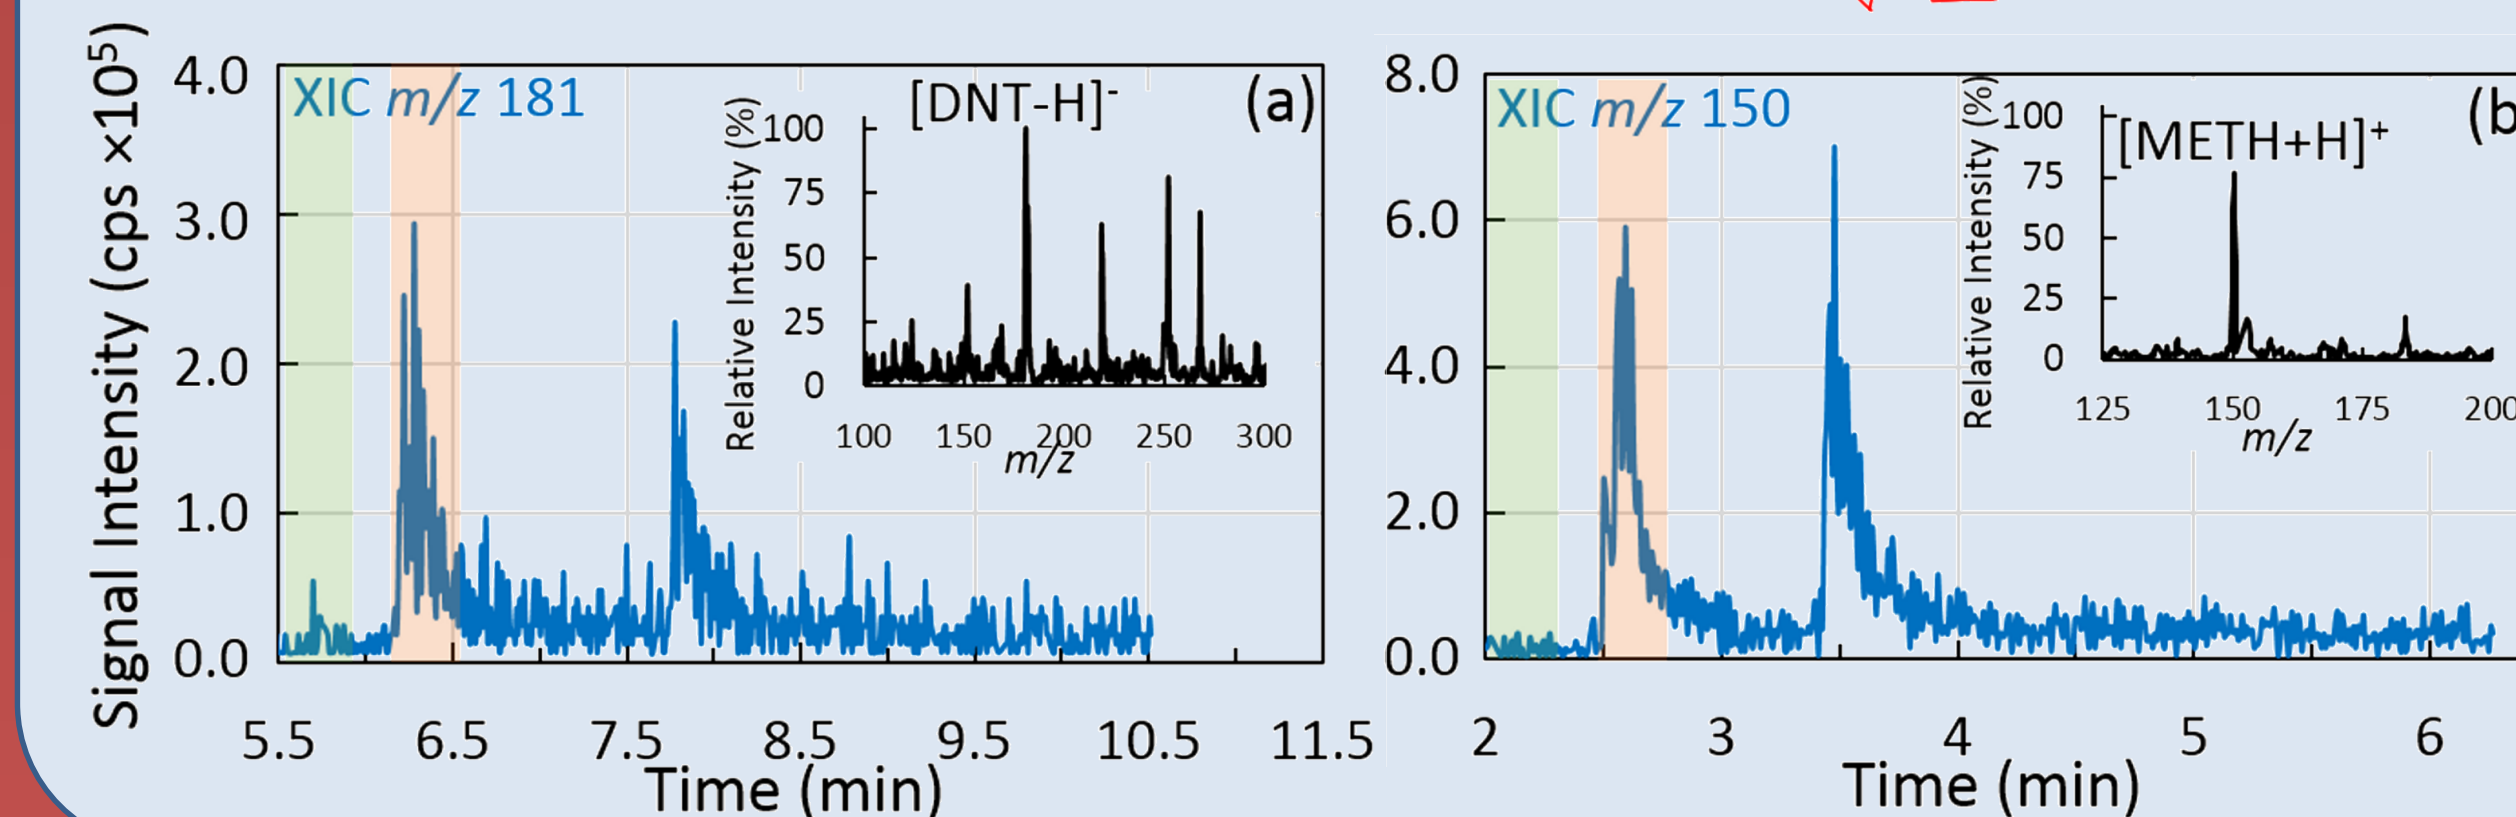 Signal Intensity (cps ×10⁵)
4.0
3.0
2.0
1.0
0.0
XIC m/z 181
[DNT-H]⁻
(a)
Relative Intensity (%)
100
75
50
25
0
100 150 200 250 300
m/z
5.5 6.5 7.5 8.5 9.5 10.5 11.5
Time (min)
8.0
6.0
4.0
2.0
0.0
XIC m/z 150
[METH+H]⁺
(b
Relative Intensity (%)
100
75
50
25
0
125 150 175 200
m/z
2 3 4 5 6
Time (min)